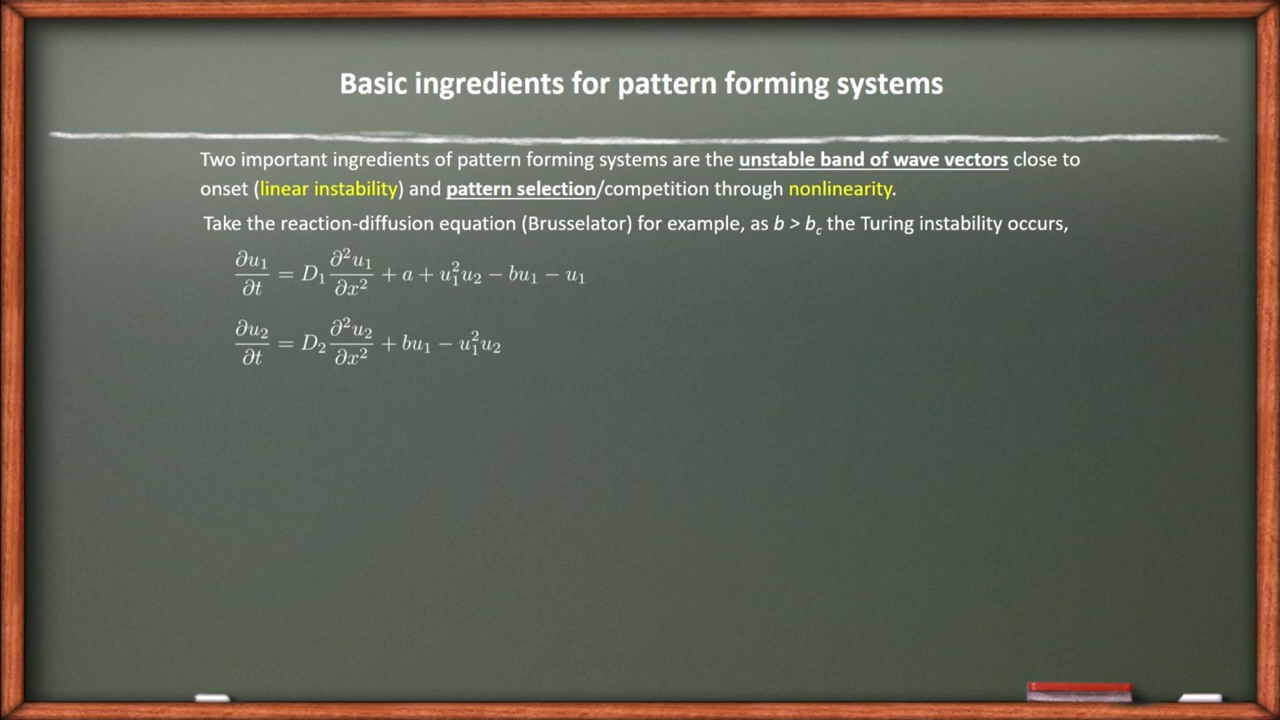 Basic ingredients for pattern forming systems
Two important ingredients of pattern forming systems are the unstable band of wave vectors close to
onset (linear instability) and pattern selection/competition through nonlinearity.
Take the reaction-diffusion equation (Brusselator) for example, as b > b_c the Turing instability occurs,
∂u₁/∂t = D₁ ∂²u₁/∂x² + a + u₁²u₂ − bu₁ − u₁
∂u₂/∂t = D₂ ∂²u₂/∂x² + bu₁ − u₁²u₂